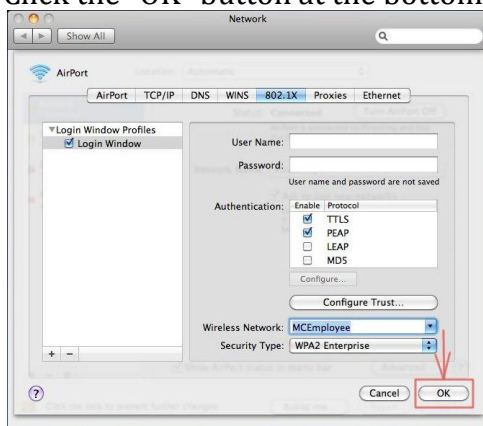 Click the "OK" button at the bottom
Network
Show All
AirPort
AirPort TCP/IP DNS WINS 802.1X Proxies Ethernet
Login Window Profiles
Login Window
User Name:
Password:
User name and password are not saved
Authentication: Enable Protocol
TTLS
PEAP
LEAP
MD5
Configure...
Configure Trust...
Wireless Network: MCEmployee
Security Type: WPA2 Enterprise
+ −
? Cancel OK